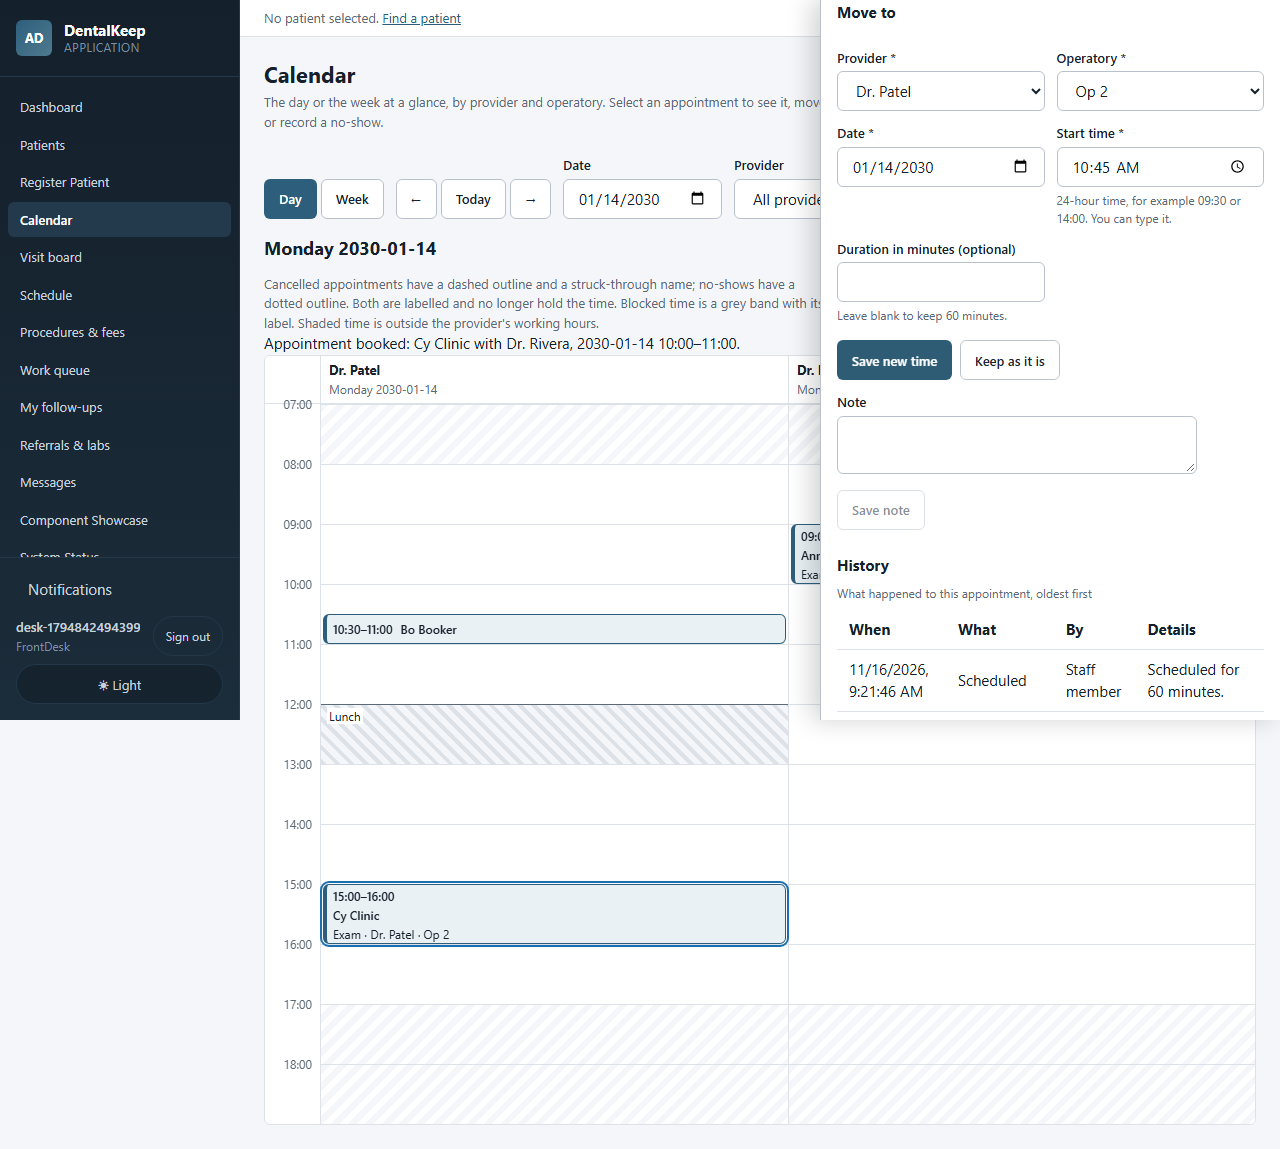 AD
DentalKeep
APPLICATION
Dashboard
Patients
Register Patient
Calendar
Visit board
Schedule
Procedures & fees
Work queue
My follow-ups
Referrals & labs
Messages
Component Showcase
System Status
Notifications
desk-1794842494399
FrontDesk
Sign out
☀ Light
No patient selected. Find a patient
Calendar
The day or the week at a glance, by provider and operatory. Select an appointment to see it, move
or record a no-show.
Date
Provider
Day
Week
←
Today
→
01/14/2030
All provide
Monday 2030-01-14
Cancelled appointments have a dashed outline and a struck-through name; no-shows have a
dotted outline. Both are labelled and no longer hold the time. Blocked time is a grey band with its
label. Shaded time is outside the provider's working hours.
Appointment booked: Cy Clinic with Dr. Rivera, 2030-01-14 10:00–11:00.
Dr. Patel
Monday 2030-01-14
Dr.
Mon
07:00
08:00
09:00
10:00
11:00
12:00
13:00
14:00
15:00
16:00
17:00
18:00
10:30–11:00 Bo Booker
Lunch
15:00–16:00
Cy Clinic
Exam · Dr. Patel · Op 2
09:0
Ann
Exa
Move to
Provider *
Operatory *
Dr. Patel
Op 2
Date *
Start time *
01/14/2030
10:45 AM
24-hour time, for example 09:30 or
14:00. You can type it.
Duration in minutes (optional)
Leave blank to keep 60 minutes.
Save new time
Keep as it is
Note
Save note
History
What happened to this appointment, oldest first
When What By Details
11/16/2026,
9:21:46 AM
Scheduled
Staff
member
Scheduled for
60 minutes.